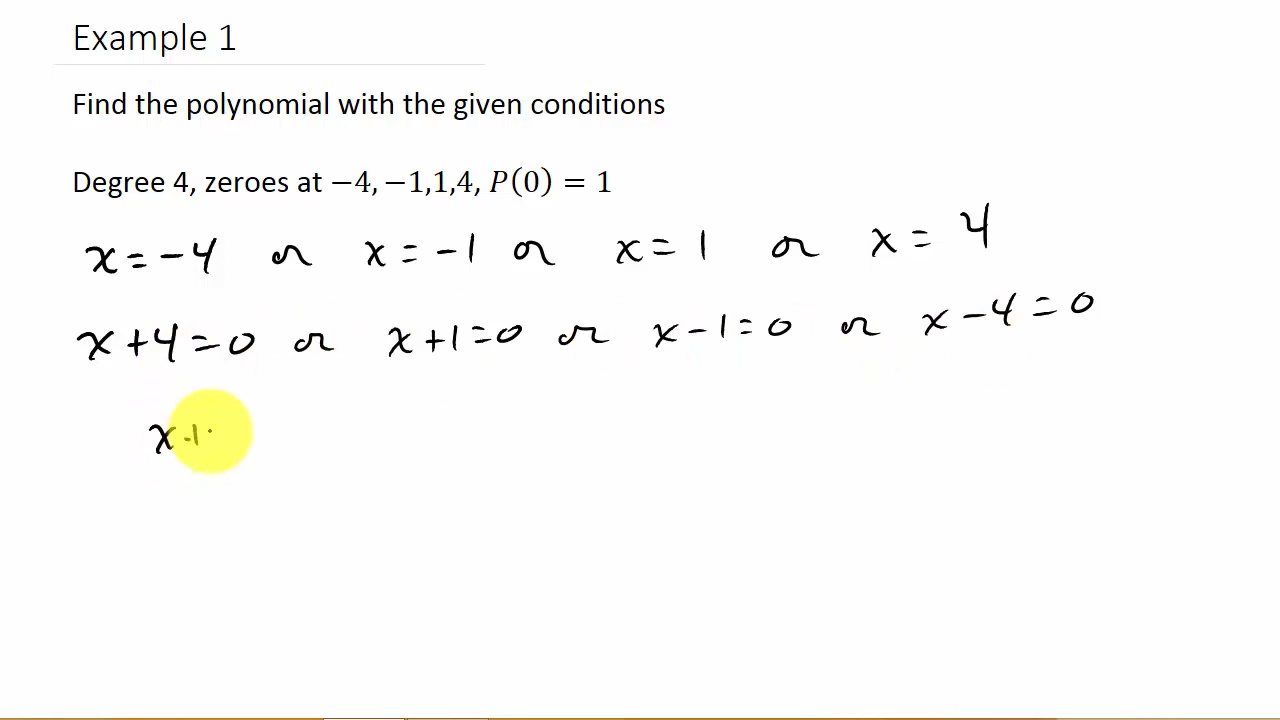 Example 1
Find the polynomial with the given conditions
Degree 4, zeroes at −4, −1,1,4, P(0) = 1
x = −4 or x = −1 or x = 1 or x = 4
x + 4 = 0 or x + 1 = 0 or x − 1 = 0 or x − 4 = 0
x